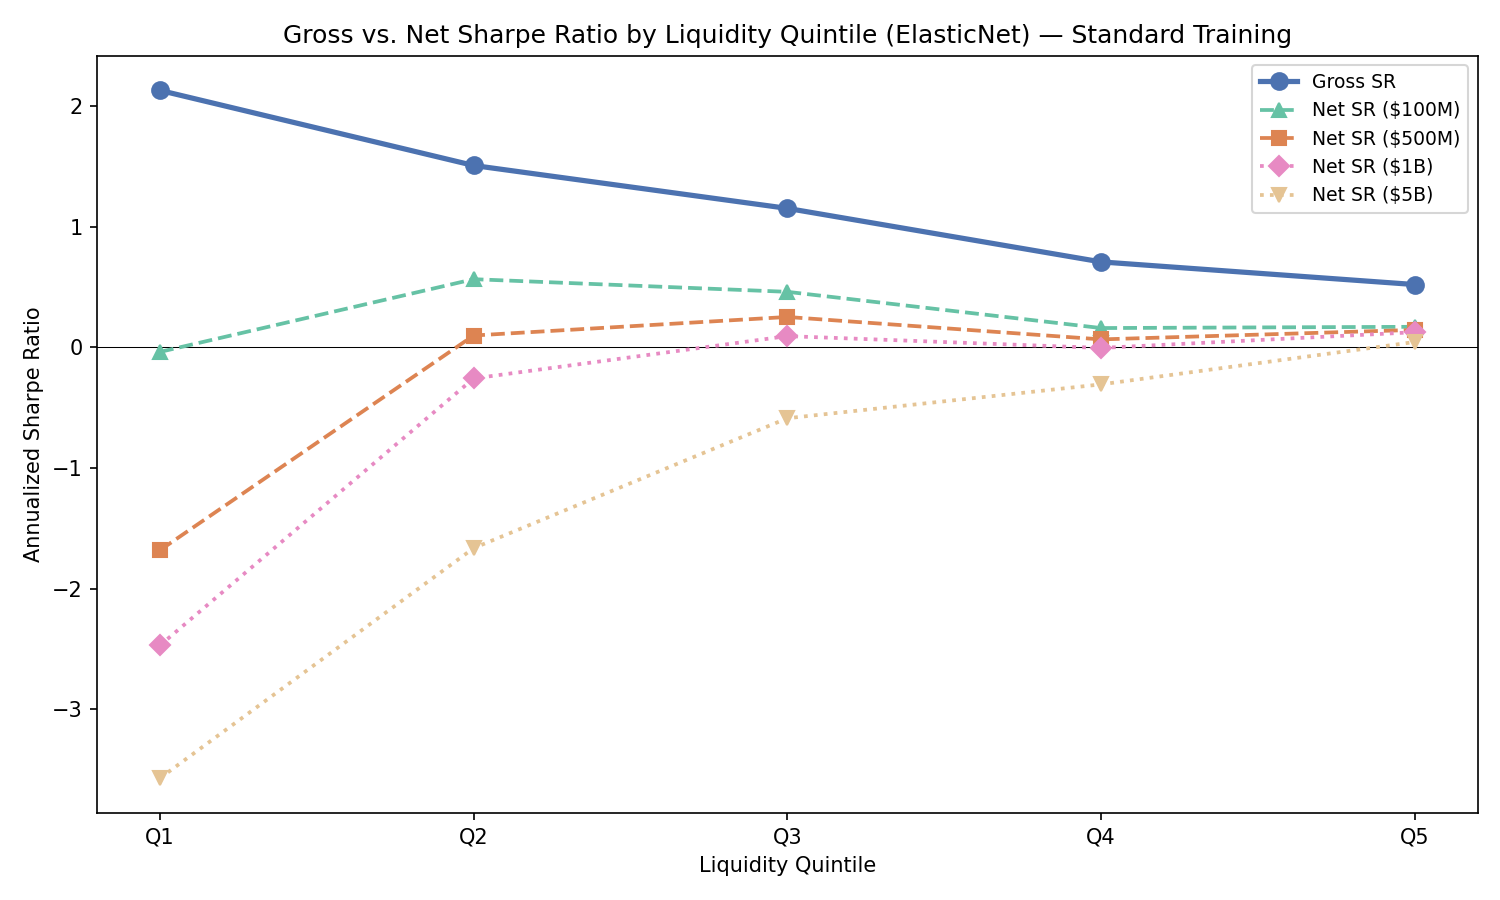 Gross vs. Net Sharpe Ratio by Liquidity Quintile (ElasticNet) — Standard Training
Gross SR
Net SR ($100M)
Net SR ($500M)
Net SR ($1B)
Net SR ($5B)
Annualized Sharpe Ratio
2
1
0
−1
−2
−3
Q1
Q2
Q3
Q4
Q5
Liquidity Quintile